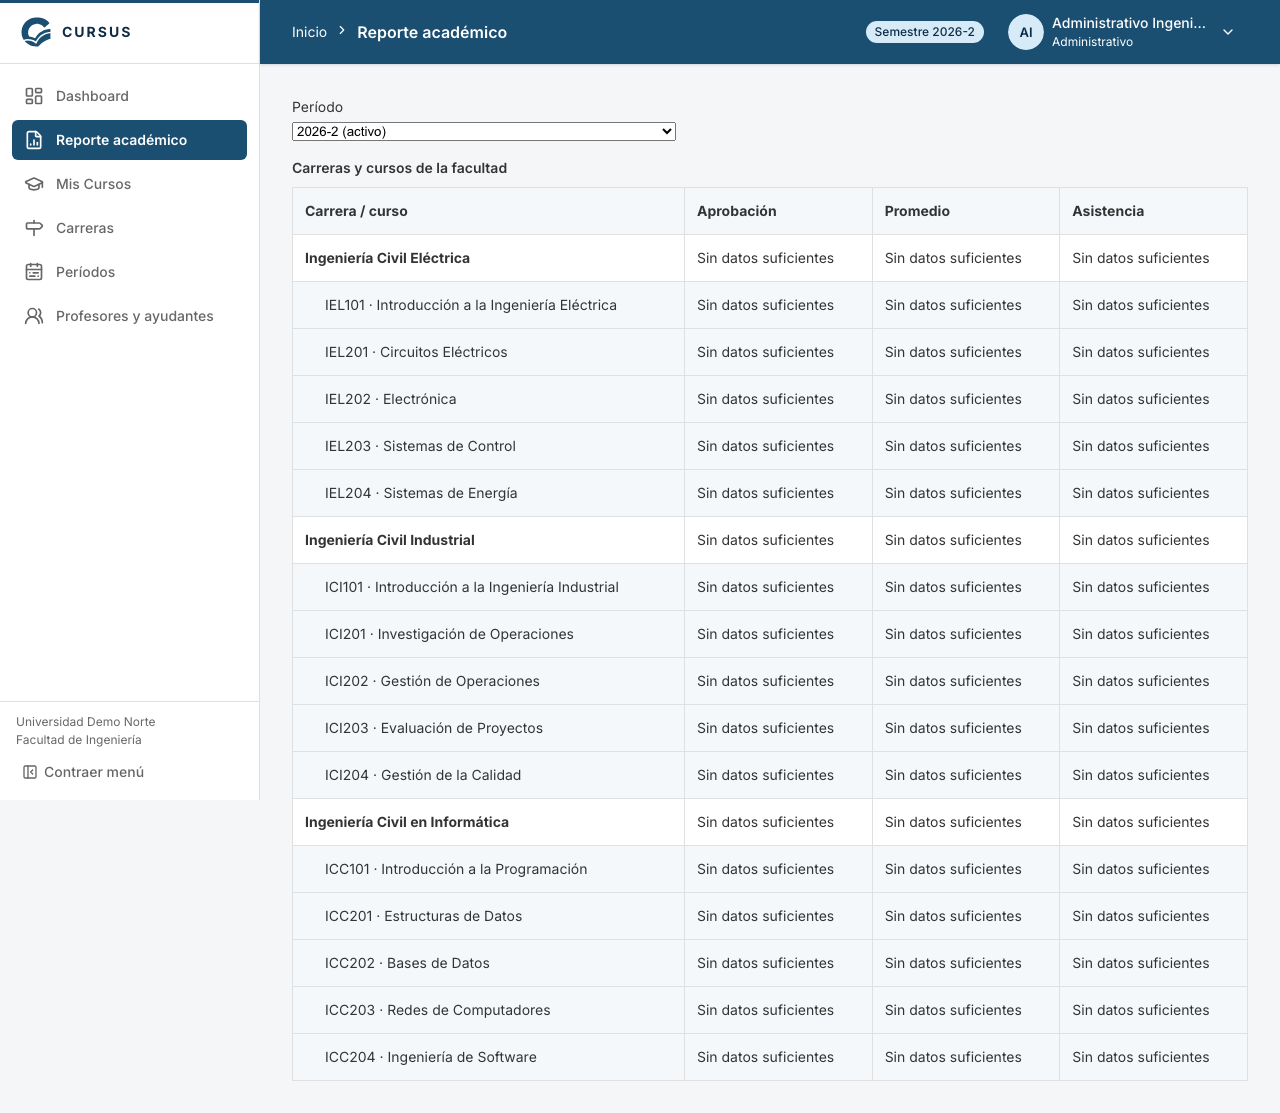 CURSUS
Inicio > Reporte académico
Semestre 2026-2
AI
Administrativo Ingeni...
Administrativo
Dashboard
Reporte académico
Mis Cursos
Carreras
Períodos
Profesores y ayudantes
Universidad Demo Norte
Facultad de Ingeniería
Contraer menú
Período
2026-2 (activo)
Carreras y cursos de la facultad
Carrera / curso Aprobación Promedio Asistencia
Ingeniería Civil Eléctrica Sin datos suficientes Sin datos suficientes Sin datos suficientes
IEL101 · Introducción a la Ingeniería Eléctrica Sin datos suficientes Sin datos suficientes Sin datos suficientes
IEL201 · Circuitos Eléctricos Sin datos suficientes Sin datos suficientes Sin datos suficientes
IEL202 · Electrónica Sin datos suficientes Sin datos suficientes Sin datos suficientes
IEL203 · Sistemas de Control Sin datos suficientes Sin datos suficientes Sin datos suficientes
IEL204 · Sistemas de Energía Sin datos suficientes Sin datos suficientes Sin datos suficientes
Ingeniería Civil Industrial Sin datos suficientes Sin datos suficientes Sin datos suficientes
ICI101 · Introducción a la Ingeniería Industrial Sin datos suficientes Sin datos suficientes Sin datos suficientes
ICI201 · Investigación de Operaciones Sin datos suficientes Sin datos suficientes Sin datos suficientes
ICI202 · Gestión de Operaciones Sin datos suficientes Sin datos suficientes Sin datos suficientes
ICI203 · Evaluación de Proyectos Sin datos suficientes Sin datos suficientes Sin datos suficientes
ICI204 · Gestión de la Calidad Sin datos suficientes Sin datos suficientes Sin datos suficientes
Ingeniería Civil en Informática Sin datos suficientes Sin datos suficientes Sin datos suficientes
ICC101 · Introducción a la Programación Sin datos suficientes Sin datos suficientes Sin datos suficientes
ICC201 · Estructuras de Datos Sin datos suficientes Sin datos suficientes Sin datos suficientes
ICC202 · Bases de Datos Sin datos suficientes Sin datos suficientes Sin datos suficientes
ICC203 · Redes de Computadores Sin datos suficientes Sin datos suficientes Sin datos suficientes
ICC204 · Ingeniería de Software Sin datos suficientes Sin datos suficientes Sin datos suficientes